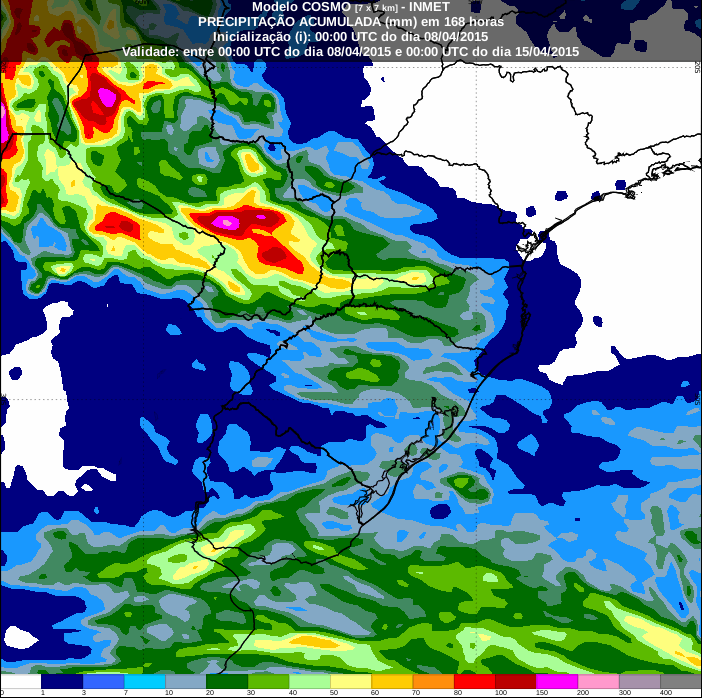 Modelo COSMO [7 x 7 km] - INMET
PRECIPITAÇÃO ACUMULADA (mm) em 168 horas
Inicialização (i): 00:00 UTC do dia 08/04/2015
Validade: entre 00:00 UTC do dia 08/04/2015 e 00:00 UTC do dia 15/04/2015
0 1 3 7 10 20 30 40 50 60 70 80 100 150 200 300 400